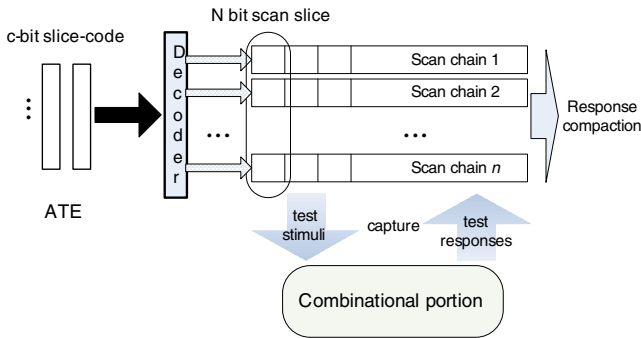 N bit scan slice
c-bit slice-code
Decoder
Scan chain 1
Scan chain 2
...
...
...
Scan chain n
Response
compaction
ATE
test
stimuli
capture
test
responses
Combinational portion